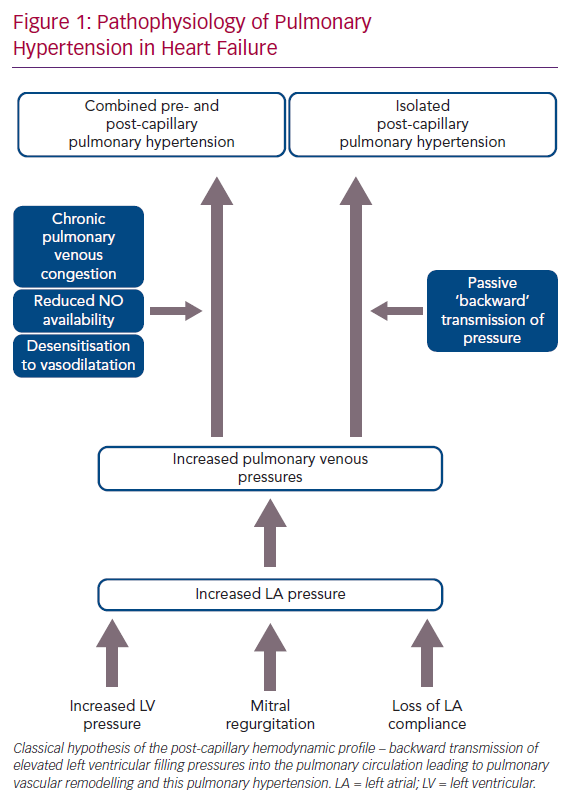 Figure 1: Pathophysiology of Pulmonary
Hypertension in Heart Failure
Combined pre- and
post-capillary
pulmonary hypertension
Isolated
post-capillary
pulmonary hypertension
Chronic
pulmonary
venous
congestion
Reduced NO
availability
Desensitisation
to vasodilatation
Passive
‘backward’
transmission of
pressure
Increased pulmonary venous
pressures
Increased LA pressure
Increased LV
pressure
Mitral
regurgitation
Loss of LA
compliance
Classical hypothesis of the post-capillary hemodynamic profile – backward transmission of
elevated left ventricular filling pressures into the pulmonary circulation leading to pulmonary
vascular remodelling and this pulmonary hypertension. LA = left atrial; LV = left ventricular.